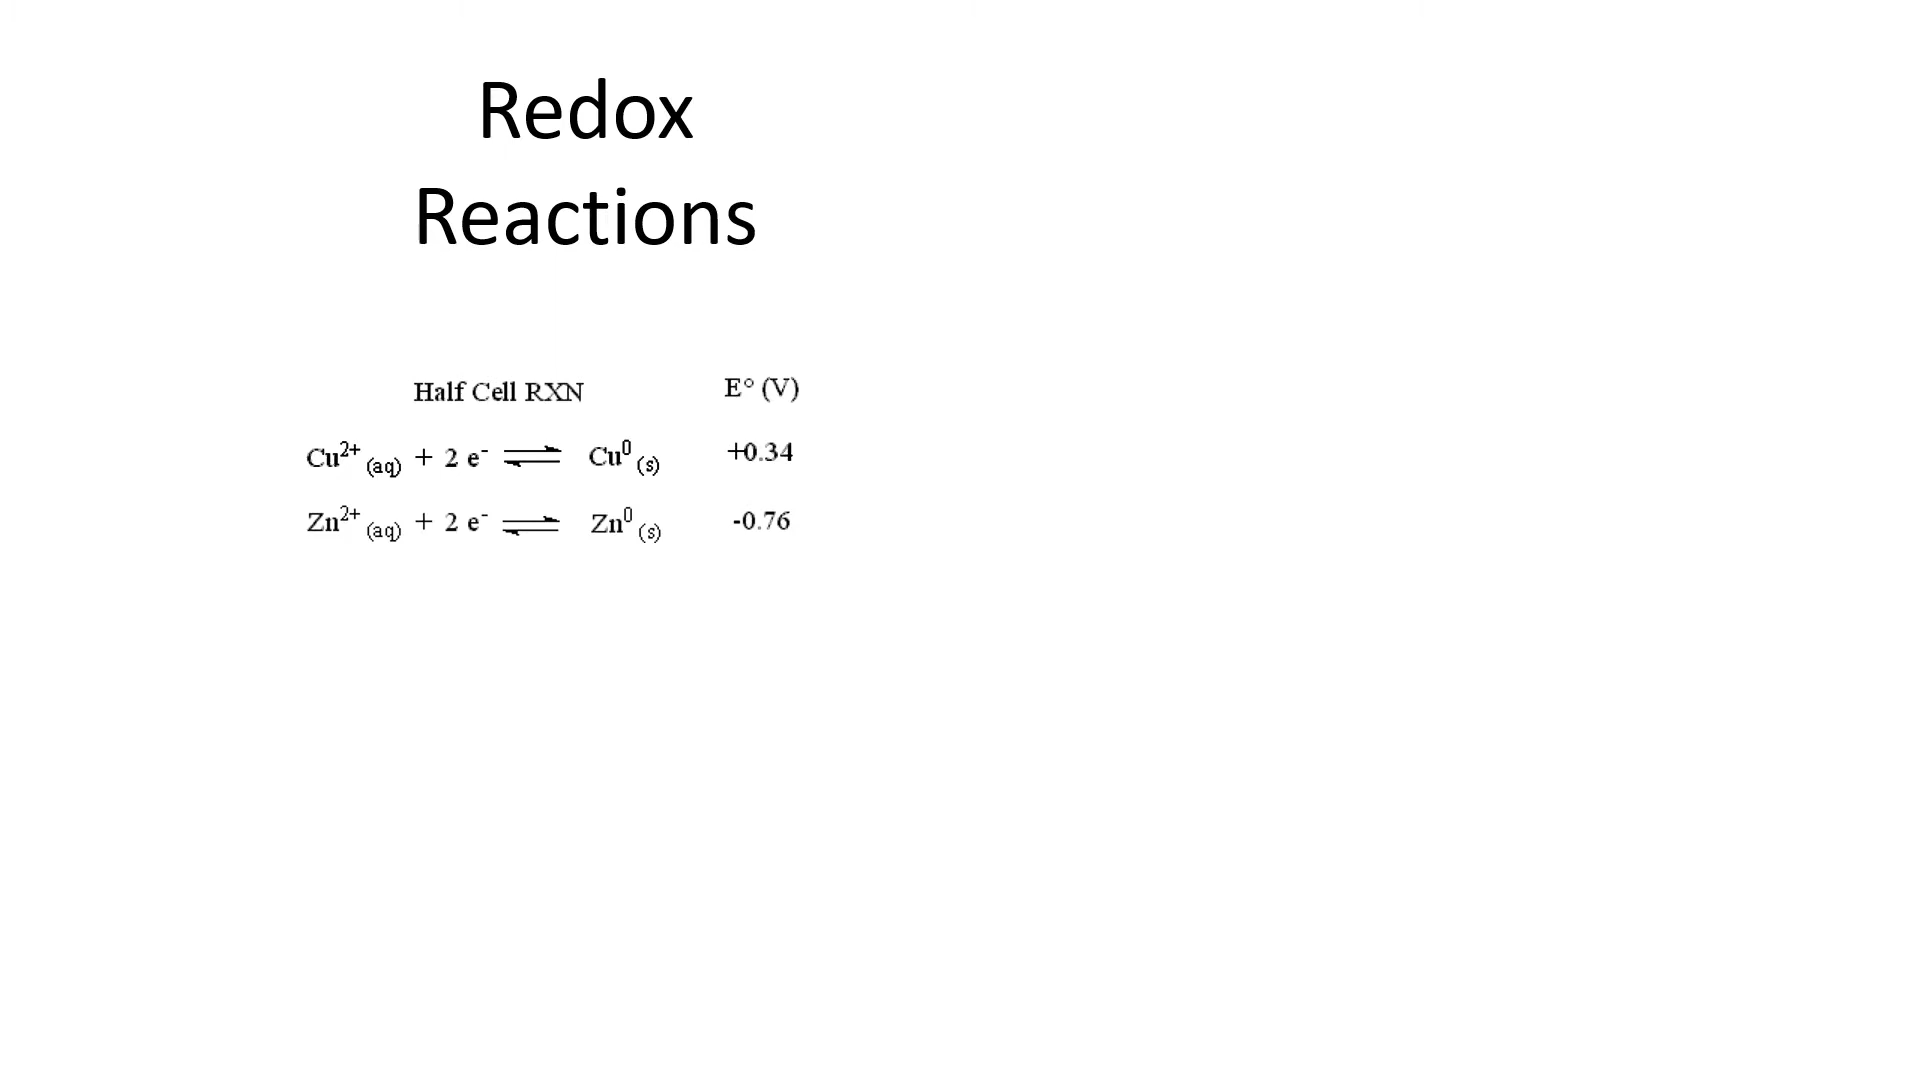 Redox
Reactions
Half Cell RXN E° (V)
Cu²⁺ (aq) + 2 e⁻ ⇌ Cu⁰ (s) +0.34
Zn²⁺ (aq) + 2 e⁻ ⇌ Zn⁰ (s) -0.76